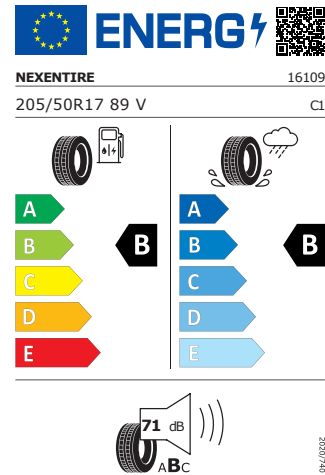 ENERG
NEXENTIRE 16109
205/50R17 89 V C1
A A
B B B B
C C
D D
E E
71 dB
ABC
2020/740